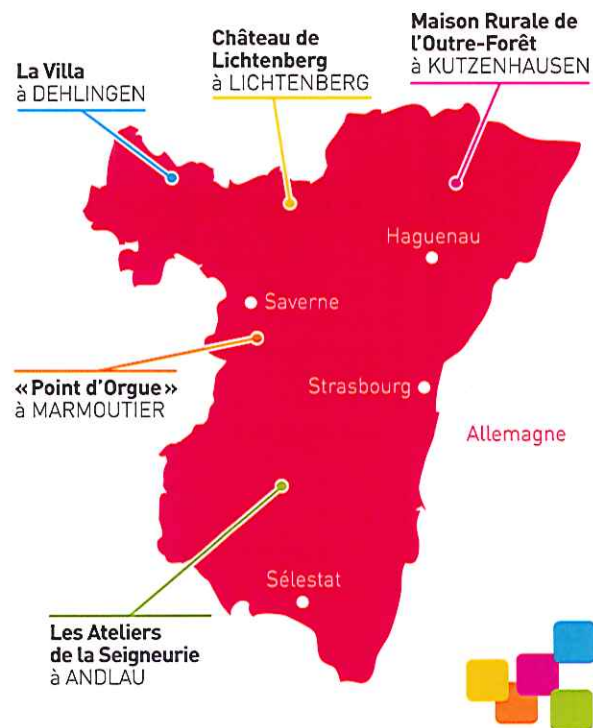 La Villa
à DEHLINGEN
Château de
Lichtenberg
à LICHTENBERG
Maison Rurale de
l'Outre-Forêt
à KUTZENHAUSEN
Haguenau
Saverne
«Point d'Orgue»
à MARMOUTIER
Strasbourg
Allemagne
Sélestat
Les Ateliers
de la Seigneurie
à ANDLAU